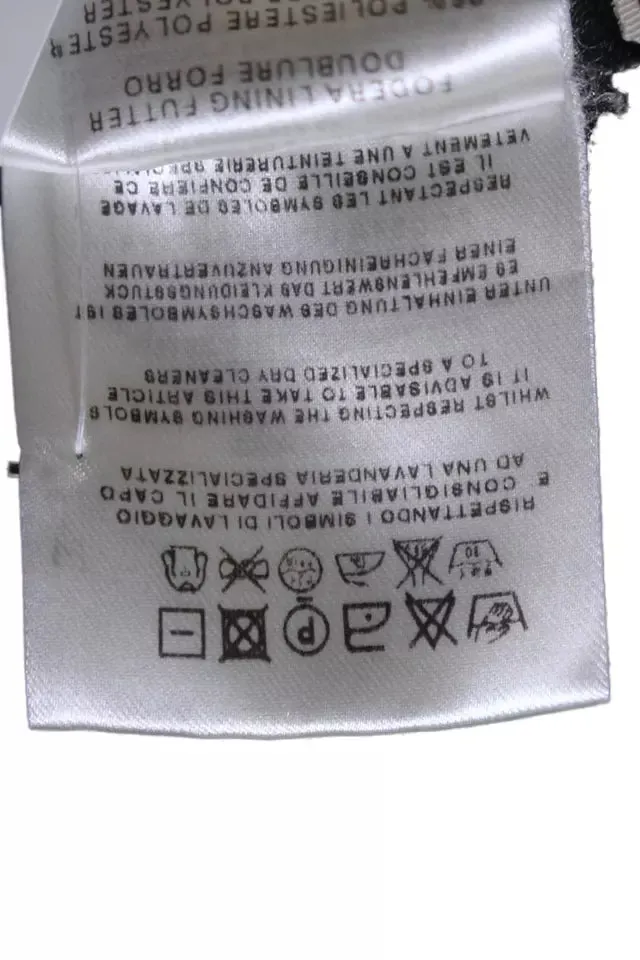 P
RISPETTANDO I SIMBOLI DI LAVAGGIO
E CONSIGLIABILE AFFIDARE IL CAPO
AD UNA LAVANDERIA SPECIALIZZATA
WHILST RESPECTING THE WASHING SYMBOLS
IT IS ADVISABLE TO TAKE THIS ARTICLE
TO A SPECIALIZED DRY CLEANERS
UNTER EINHALTUNG DES WASCHSYMBOLES IST
ES EMPFEHLENSWERT DAS KLEIDUNGSSTUCK
EINER FACHREINIGUNG ANZUVERTRAUEN
RESPECTANT LES SYMBOLES DE LAVAGE
IL EST CONSEILLE DE CONFIERE CE
VETEMENT A UNE TEINTURERIE
FODERA LINING FUTTER
DOUBLURE FORRO
POLIESTERE POLYESTER